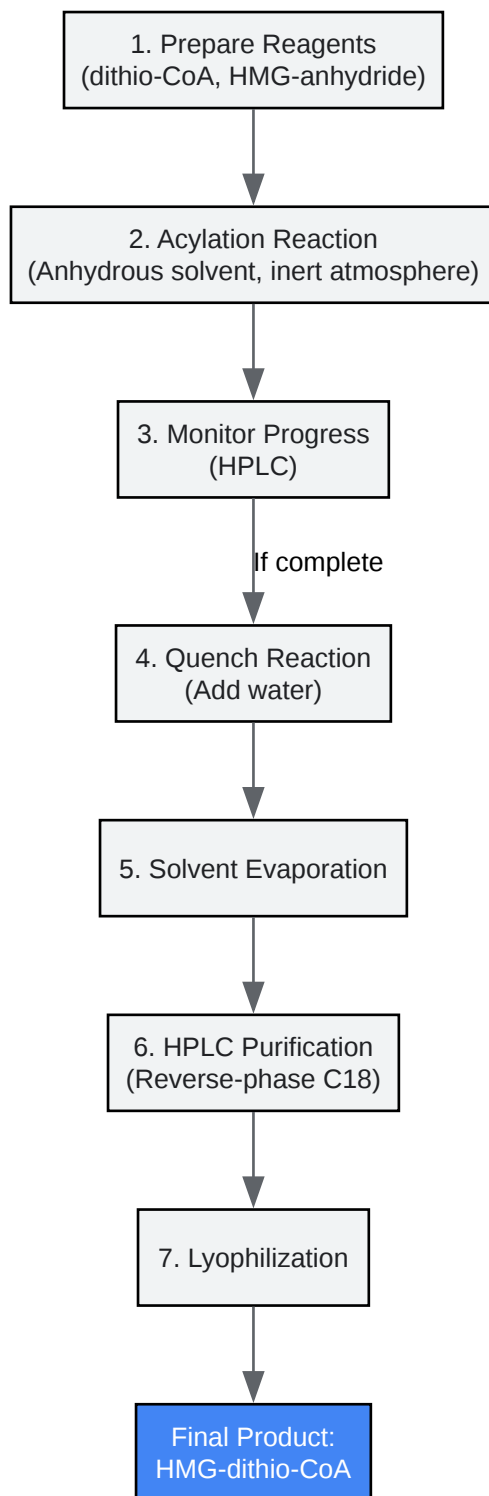 1. Prepare Reagents
(dithio-CoA, HMG-anhydride)
2. Acylation Reaction
(Anhydrous solvent, inert atmosphere)
3. Monitor Progress
(HPLC)
If complete
4. Quench Reaction
(Add water)
5. Solvent Evaporation
6. HPLC Purification
(Reverse-phase C18)
7. Lyophilization
Final Product:
HMG-dithio-CoA